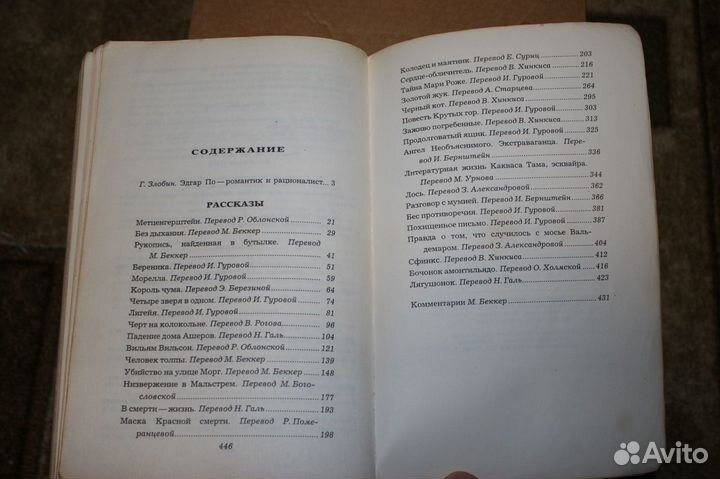 СОДЕРЖАНИЕ
Г. Злобин. Эдгар По — романтик и рационалист... 3
РАССКАЗЫ
Метценгерштейн. Перевод Р. Облонской 21
Без дыхания. Перевод М. Беккер 29
Рукопись, найденная в бутылке. Перевод
М. Беккер 41
Береника. Перевод И. Гуровой 51
Морелла. Перевод И. Гуровой 59
Король чума. Перевод Э. Березиной 64
Четыре зверя в одном. Перевод И. Гуровой 74
Лигейя. Перевод И. Гуровой 81
Черт на колокольне. Перевод В. Рогова 96
Падение дома Ашеров. Перевод Н. Галь 104
Вильям Вильсон. Перевод Р. Облонской 121
Человек толпы. Перевод М. Беккер 139
Убийство на улице Морг. Перевод М. Беккер 148
Низвержение в Мальстрем. Перевод М. Бого-
словской 177
В смерти — жизнь. Перевод Н. Галь 193
Маска Красной смерти. Перевод Р. Поме-
ранцевой 198
446
Колодец и маятник. Перевод Е. Суриц 203
Сердце-обличитель. Перевод В. Хинкиса 216
Тайна Мари Роже. Перевод И. Гуровой 221
Золотой жук. Перевод А. Старцева 264
Черный кот. Перевод В. Хинкиса 295
Повесть Крутых гор. Перевод И. Гуровой 303
Заживо погребенные. Перевод В. Хинкиса 313
Продолговатый ящик. Перевод И. Гуровой 325
Ангел Необъяснимого. Экстраваганца. Пере-
вод И. Бернштейн 336
Литературная жизнь Какваса Тама, эсквайра.
Перевод М. Урнова 344
Лось. Перевод З. Александровой 362
Разговор с мумией. Перевод И. Бернштейн 366
Бес противоречия. Перевод И. Гуровой 381
Похищенное письмо. Перевод И. Гуровой 387
Правда о том, что случилось с мосье Валь-
демаром. Перевод З. Александровой 404
Сфинкс. Перевод В. Хинкиса 412
Бочонок амонтильядо. Перевод О. Холмской 416
Лягушонок. Перевод Н. Галь 423
Комментарии М. Беккер 431
Avito